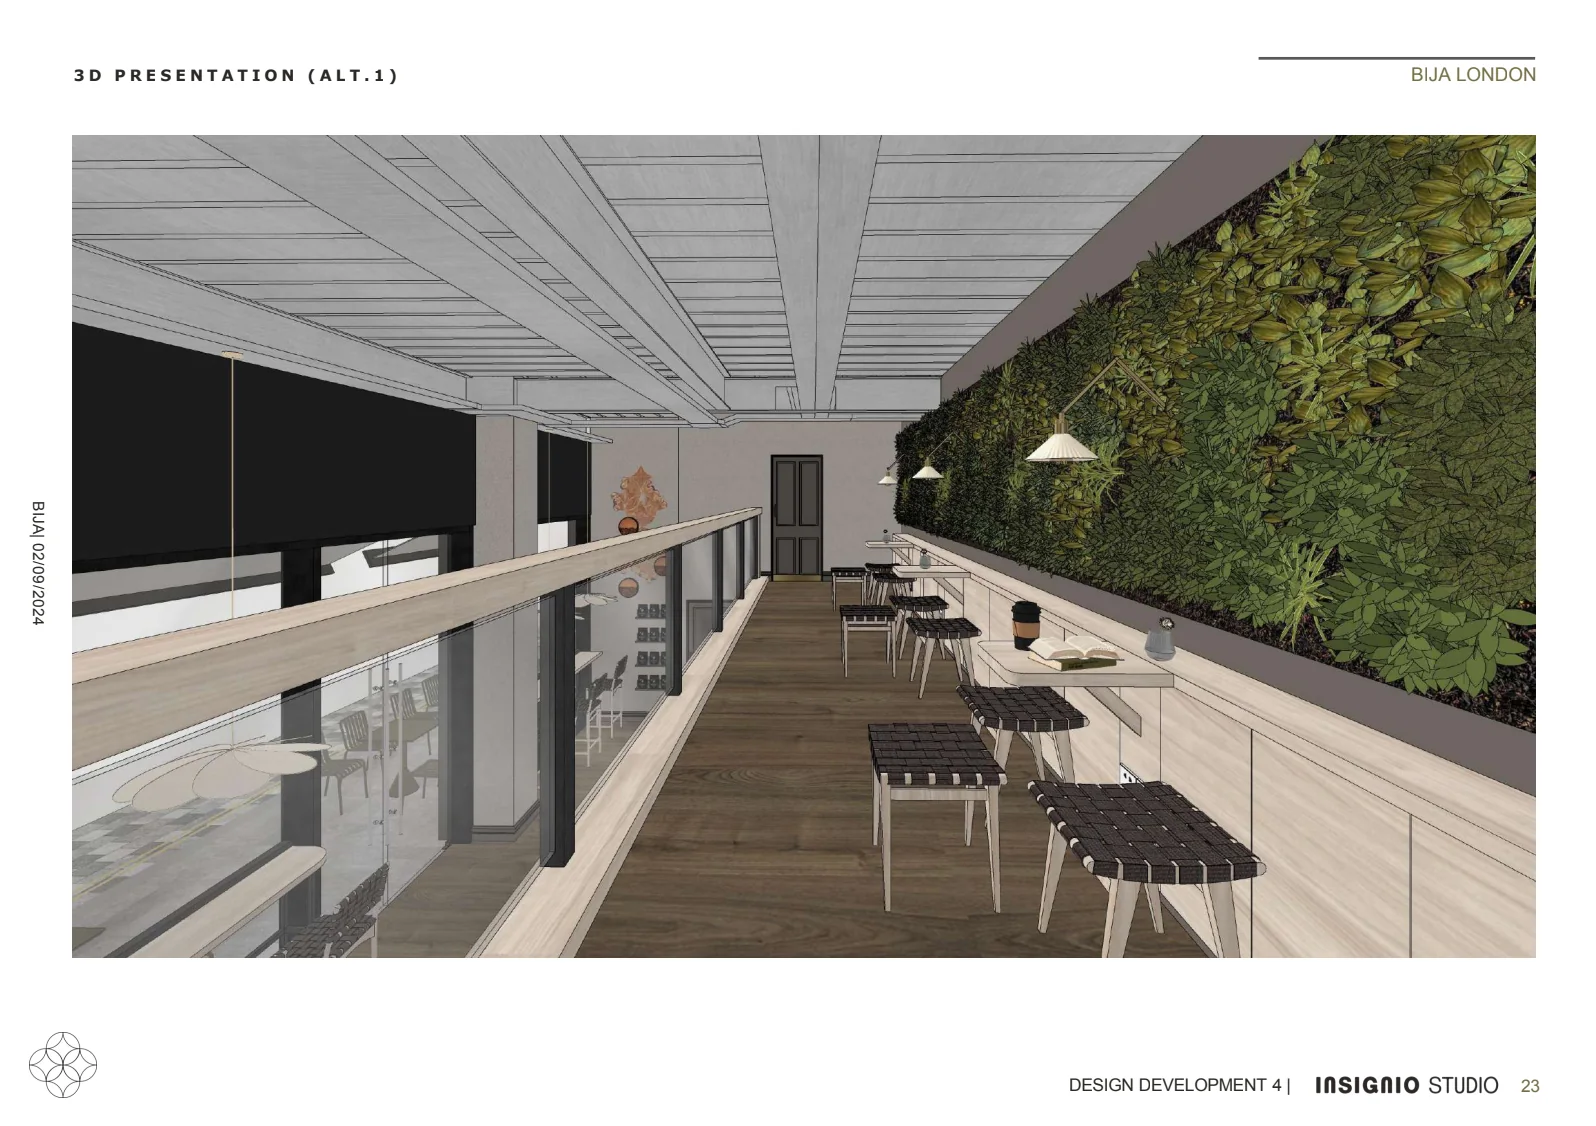 3D PRESENTATION (ALT.1)
BIJA LONDON
BIJA| 02/09/2024
DESIGN DEVELOPMENT 4 | INSIGNIO STUDIO 23